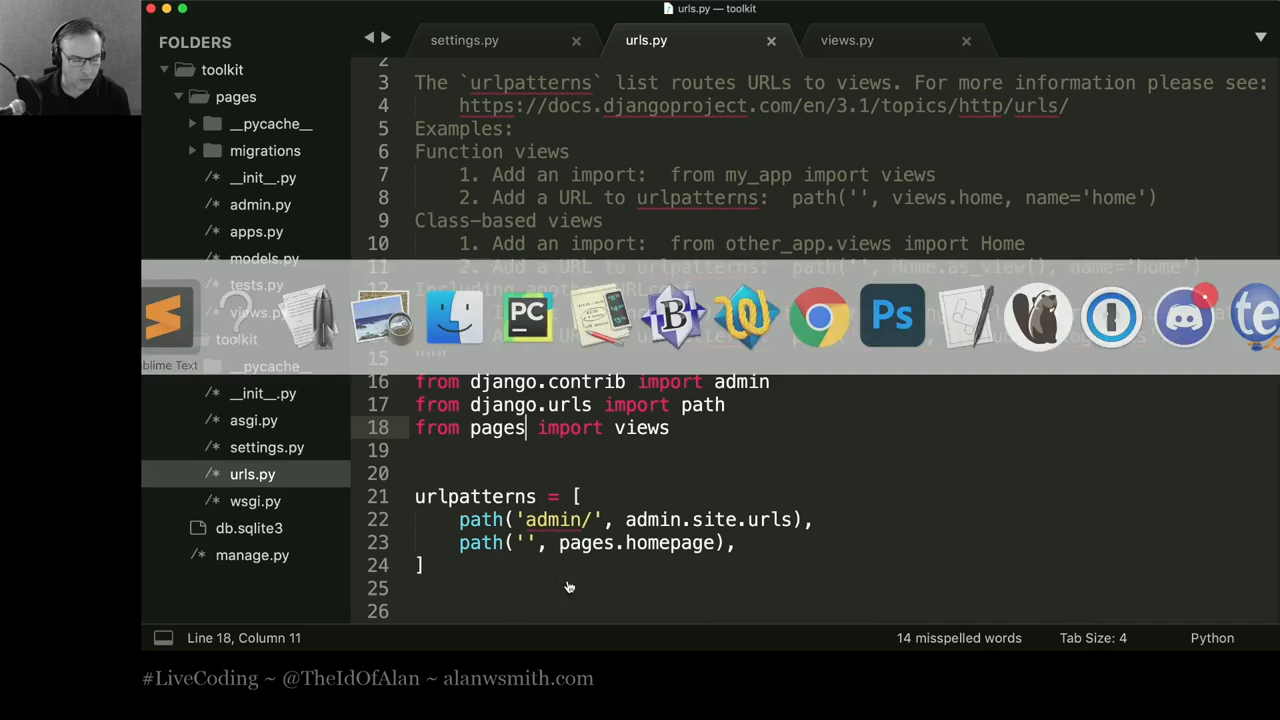 urls.py — toolkit
FOLDERS
toolkit
pages
__pycache__
migrations
__init__.py
admin.py
apps.py
models.py
tests.py
views.py
toolkit
__pycache__
__init__.py
asgi.py
settings.py
urls.py
wsgi.py
db.sqlite3
manage.py
settings.py
urls.py
views.py
2
3 The `urlpatterns` list routes URLs to views. For more information please see:
4 https://docs.djangoproject.com/en/3.1/topics/http/urls/
5 Examples:
6 Function views
7 1. Add an import:  from my_app import views
8 2. Add a URL to urlpatterns:  path('', views.home, name='home')
9 Class-based views
10 1. Add an import:  from other_app.views import Home
11 2. Add a URL to urlpatterns:  path('', Home.as_view(), name='home')
PC
B
Ps
te
blime Text
15 """
16 from django.contrib import admin
17 from django.urls import path
18 from pages import views
19
20
21 urlpatterns = [
22 path('admin/', admin.site.urls),
23 path('', pages.homepage),
24 ]
25
26
Line 18, Column 11
14 misspelled words
Tab Size: 4
Python
#LiveCoding ~ @TheIdOfAlan ~ alanwsmith.com